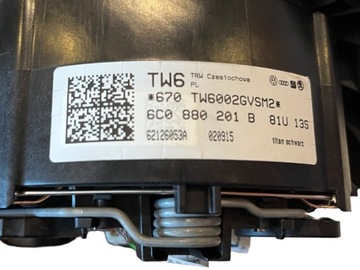 TW6 TRW Czestochowa
PL
*670 TW6002GVSM2*
6C0 880 201 B 81U 13S
62126053A 020915
titan schwarz